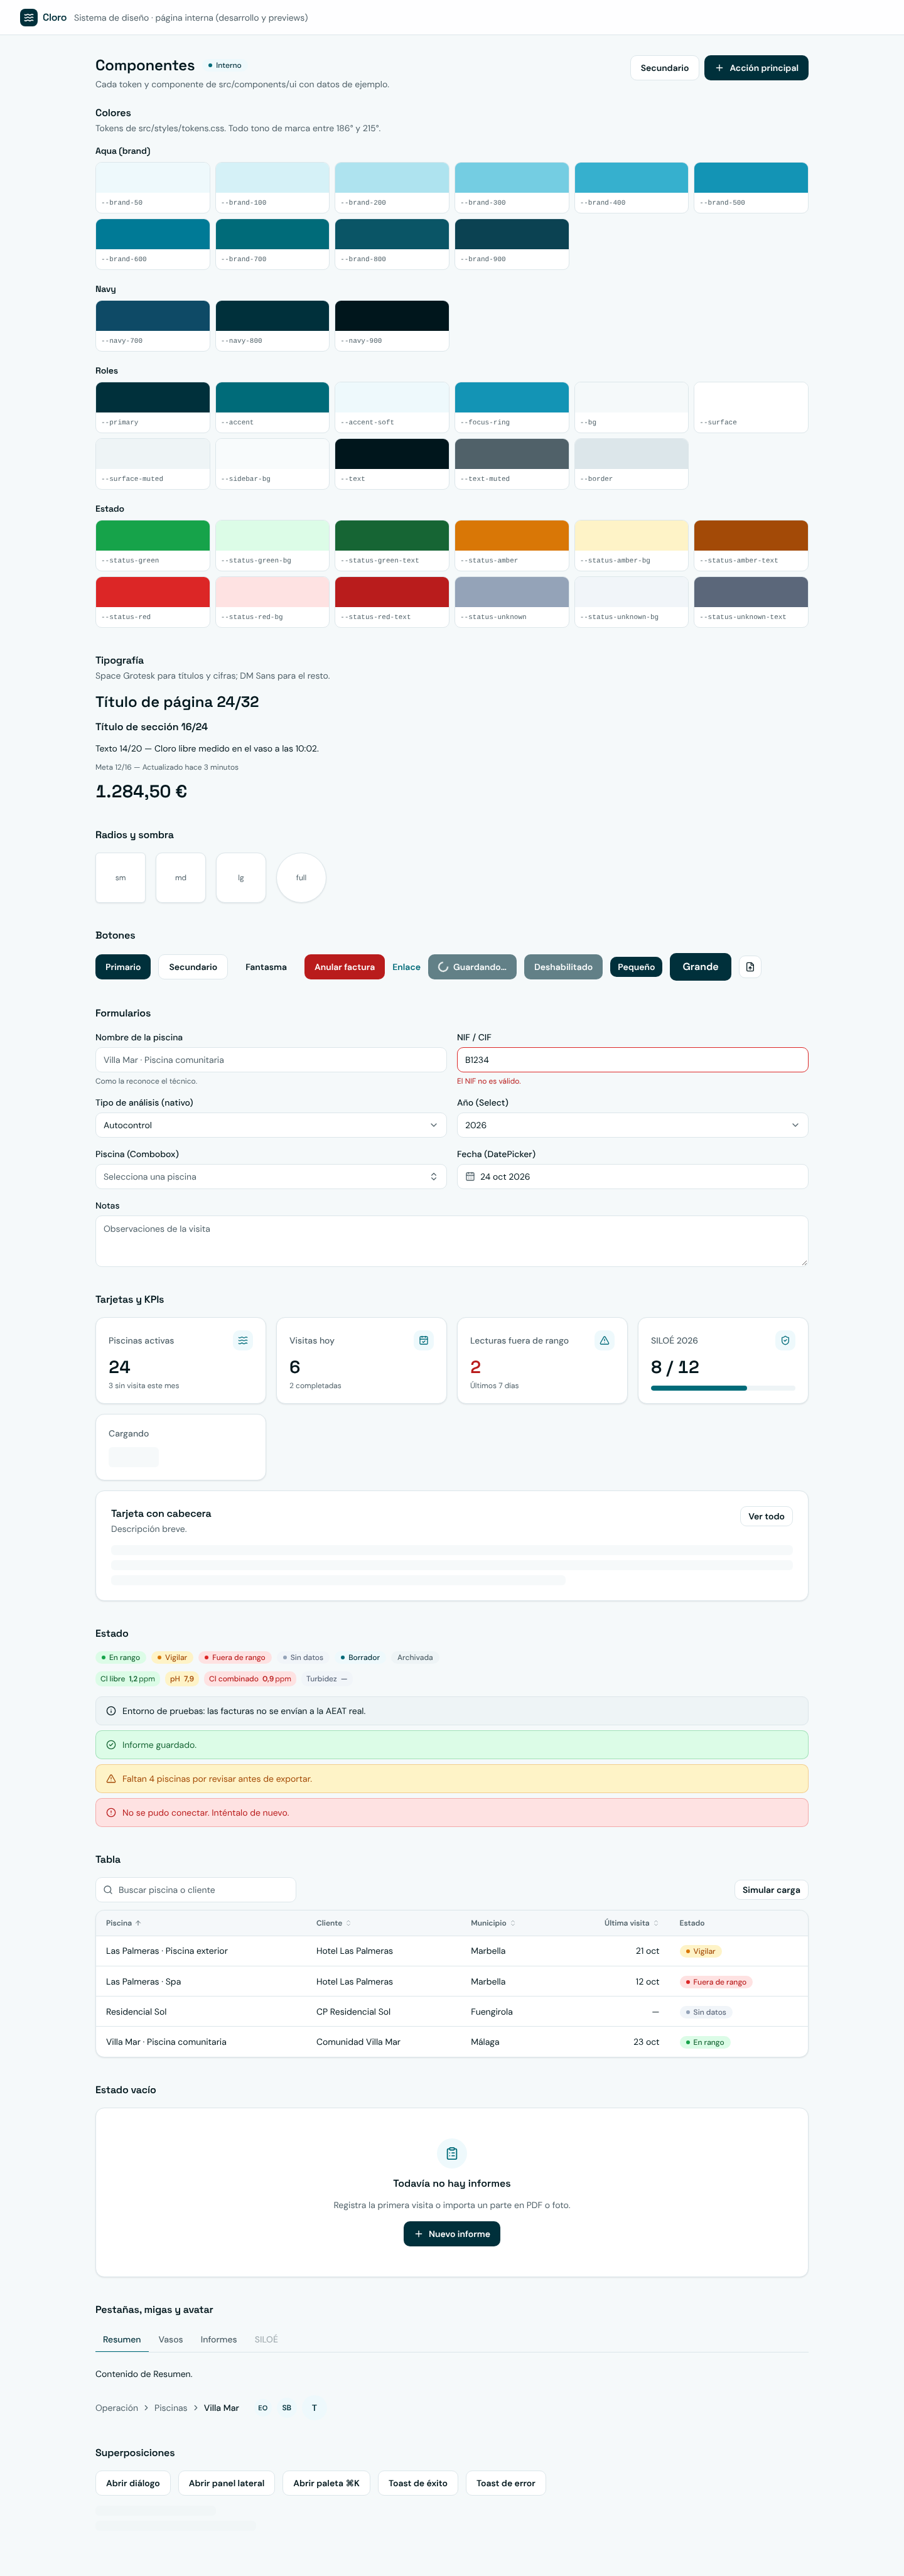 Cloro Sistema de diseño · página interna (desarrollo y previews)
Componentes Interno Secundario Acción principal
Cada token y componente de src/components/ui con datos de ejemplo.
Colores
Tokens de src/styles/tokens.css. Todo tono de marca entre 186° y 215°.
Aqua (brand)
--brand-50 --brand-100 --brand-200 --brand-300 --brand-400 --brand-500
--brand-600 --brand-700 --brand-800 --brand-900
Navy
--navy-700 --navy-800 --navy-900
Roles
--primary --accent --accent-soft --focus-ring --bg --surface
--surface-muted --sidebar-bg --text --text-muted --border
Estado
--status-green --status-green-bg --status-green-text --status-amber --status-amber-bg --status-amber-text
--status-red --status-red-bg --status-red-text --status-unknown --status-unknown-bg --status-unknown-text
Tipografía
Space Grotesk para títulos y cifras; DM Sans para el resto.
Título de página 24/32
Título de sección 16/24
Texto 14/20 — Cloro libre medido en el vaso a las 10:02.
Meta 12/16 — Actualizado hace 3 minutos
1.284,50 €
Radios y sombra
sm md lg full
Botones
Primario Secundario Fantasma Anular factura Enlace Guardando... Deshabilitado Pequeño Grande
Formularios
Nombre de la piscina NIF / CIF
Villa Mar · Piscina comunitaria B1234
Como la reconoce el técnico. El NIF no es válido.
Tipo de análisis (nativo) Año (Select)
Autocontrol 2026
Piscina (Combobox) Fecha (DatePicker)
Selecciona una piscina 24 oct 2026
Notas
Observaciones de la visita
Tarjetas y KPIs
Piscinas activas Visitas hoy Lecturas fuera de rango SILOÉ 2026
24 6 2 8 / 12
3 sin visita este mes 2 completadas Últimos 7 días
Cargando
Tarjeta con cabecera Ver todo
Descripción breve.
Estado
En rango Vigilar Fuera de rango Sin datos Borrador Archivada
Cl libre 1,2 ppm pH 7,9 Cl combinado 0,9 ppm Turbidez —
Entorno de pruebas: las facturas no se envían a la AEAT real.
Informe guardado.
Faltan 4 piscinas por revisar antes de exportar.
No se pudo conectar. Inténtalo de nuevo.
Tabla
Buscar piscina o cliente Simular carga
Piscina Cliente Municipio Última visita Estado
Las Palmeras · Piscina exterior Hotel Las Palmeras Marbella 21 oct Vigilar
Las Palmeras · Spa Hotel Las Palmeras Marbella 12 oct Fuera de rango
Residencial Sol CP Residencial Sol Fuengirola — Sin datos
Villa Mar · Piscina comunitaria Comunidad Villa Mar Málaga 23 oct En rango
Estado vacío
Todavía no hay informes
Registra la primera visita o importa un parte en PDF o foto.
Nuevo informe
Pestañas, migas y avatar
Resumen Vasos Informes SILOÉ
Contenido de Resumen.
Operación Piscinas Villa Mar EO SB T
Superposiciones
Abrir diálogo Abrir panel lateral Abrir paleta ⌘K Toast de éxito Toast de error